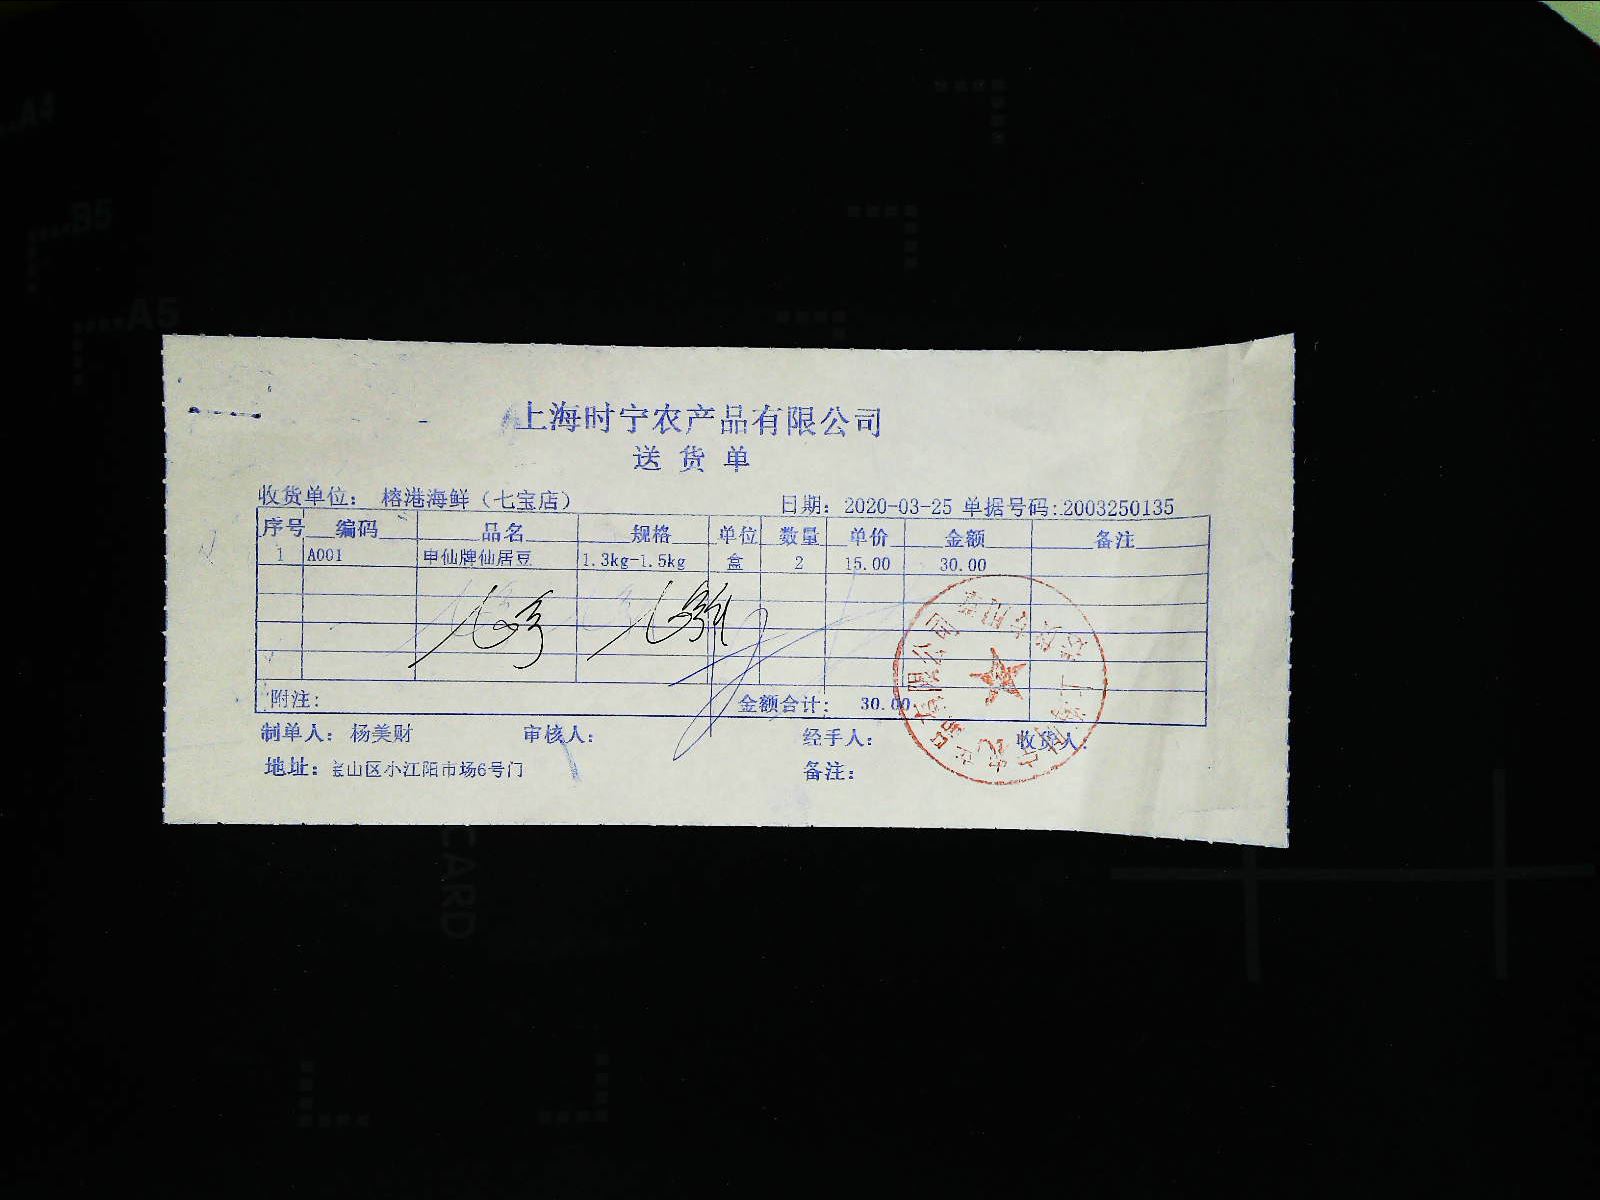 A4
B5
A5
上海时宁农产品有限公司
送货单
收货单位： 榕港海鲜（七宝店） 日期： 2020-03-25 单据号码:2003250135
序号 编码 品名 规格 单位 数量 单价 金额 备注
1 A001 申仙牌仙居豆 1.3kg-1.5kg 盒 2 15.00 30.00
附注: 金额合计: 30.00
制单人: 杨美财 审核人: 经手人: 收货人:
地址: 宝山区小江阳市场6号门 备注:
CARD